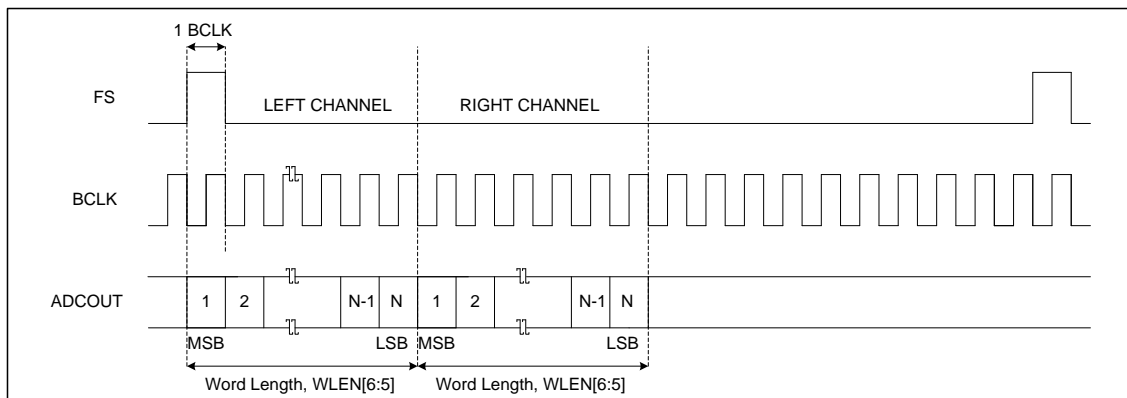 1 BCLK
FS
LEFT CHANNEL
RIGHT CHANNEL
BCLK
ADCOUT
1
2
N-1
N
1
2
N-1
N
MSB
LSB
MSB
LSB
Word Length, WLEN[6:5]
Word Length, WLEN[6:5]